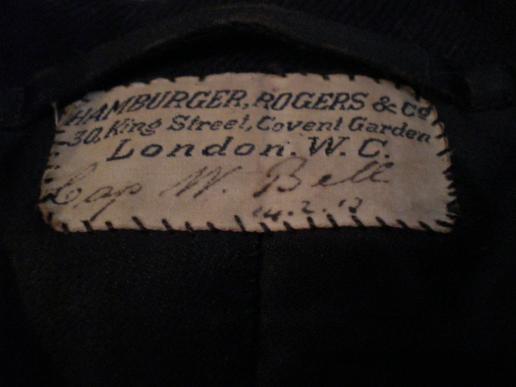 HAMBURGER, ROGERS & Co
30, King Street, Covent Garden
London. W. C.
Cap W. Bell
14.2.13